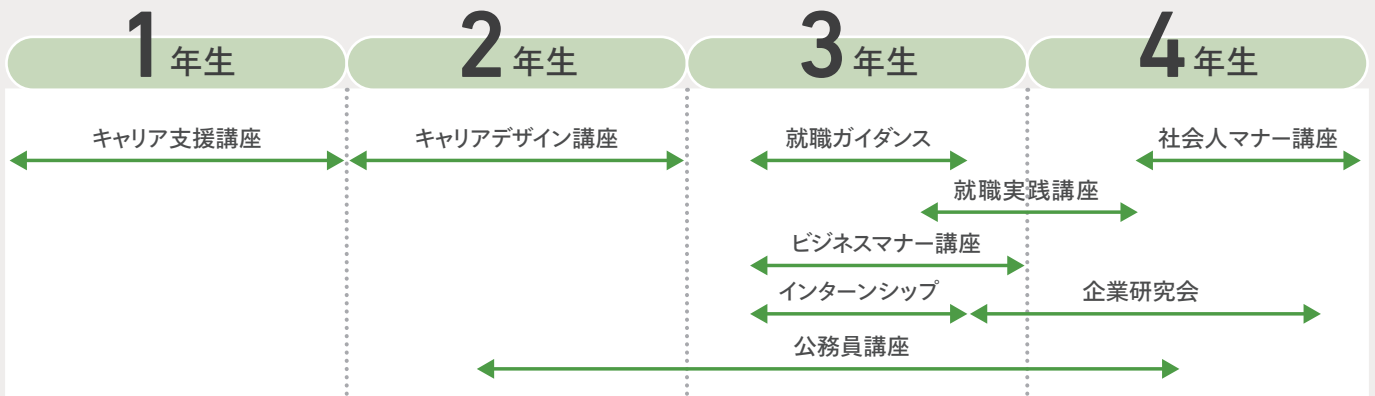 1年生
2年生
3年生
4年生
キャリア支援講座
キャリアデザイン講座
就職ガイダンス
社会人マナー講座
就職実践講座
ビジネスマナー講座
インターンシップ
企業研究会
公務員講座